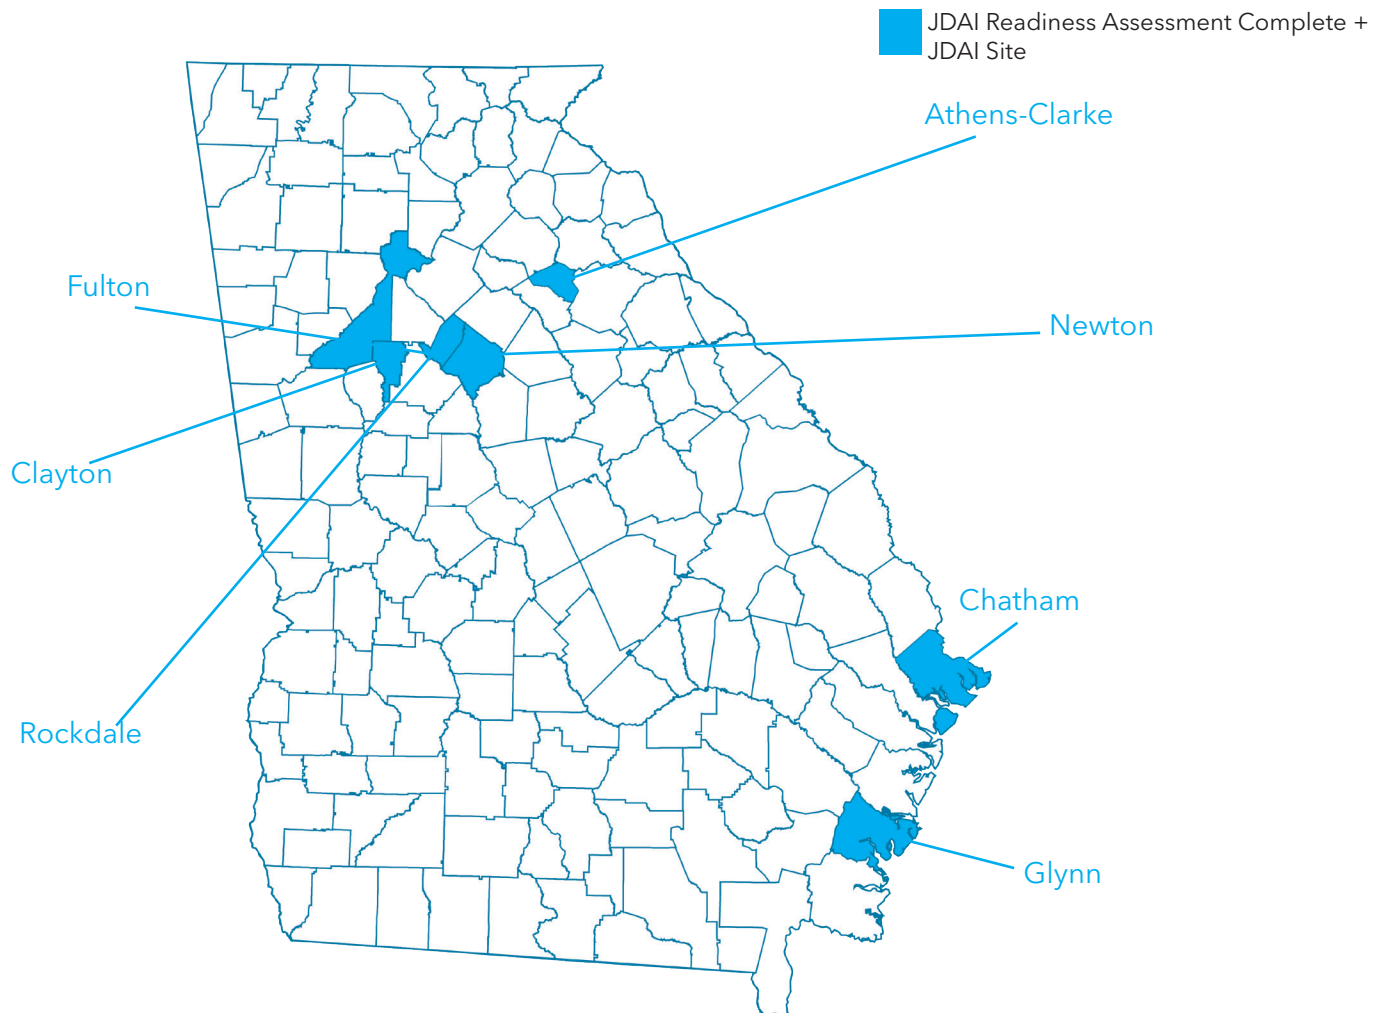 JDAI Readiness Assessment Complete +
JDAI Site
Athens-Clarke
Fulton
Newton
Clayton
Chatham
Rockdale
Glynn